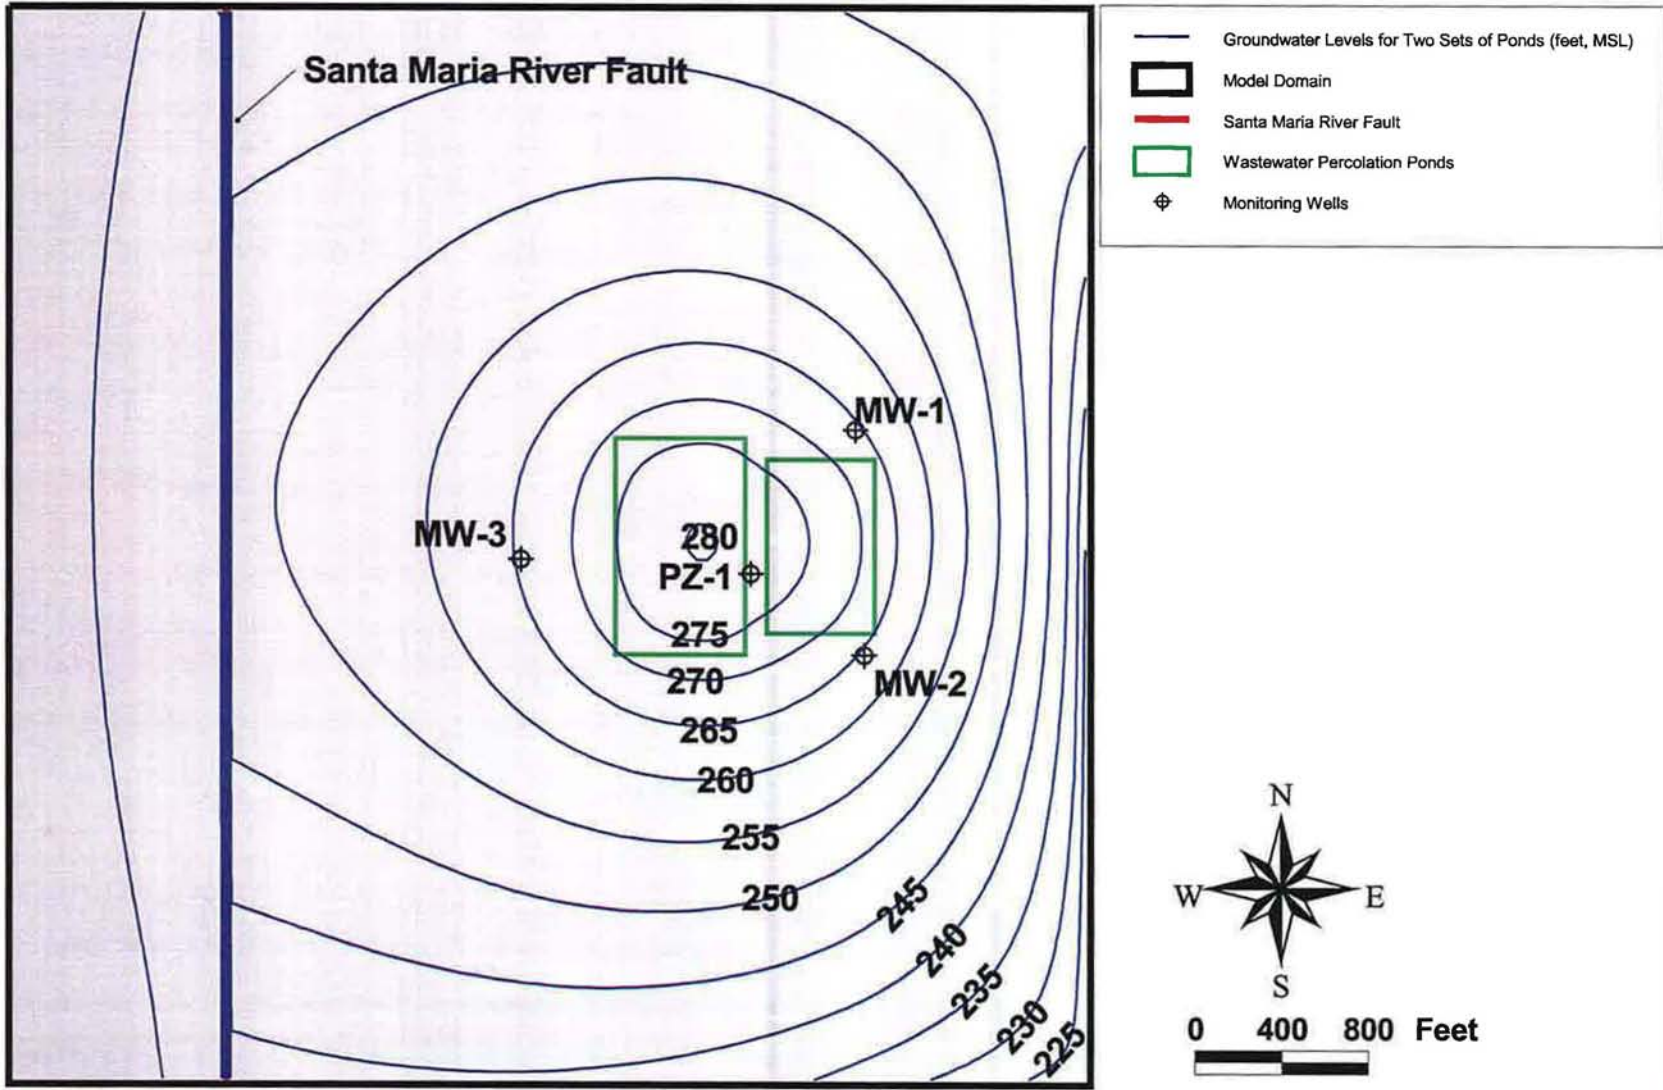 Santa Maria River Fault
MW-1
MW-3
280
PZ-1
275
270
MW-2
265
260
255
250
245
240
235
230
225
Groundwater Levels for Two Sets of Ponds (feet, MSL)
Model Domain
Santa Maria River Fault
Wastewater Percolation Ponds
Monitoring Wells
N
W
E
S
0 400 800 Feet